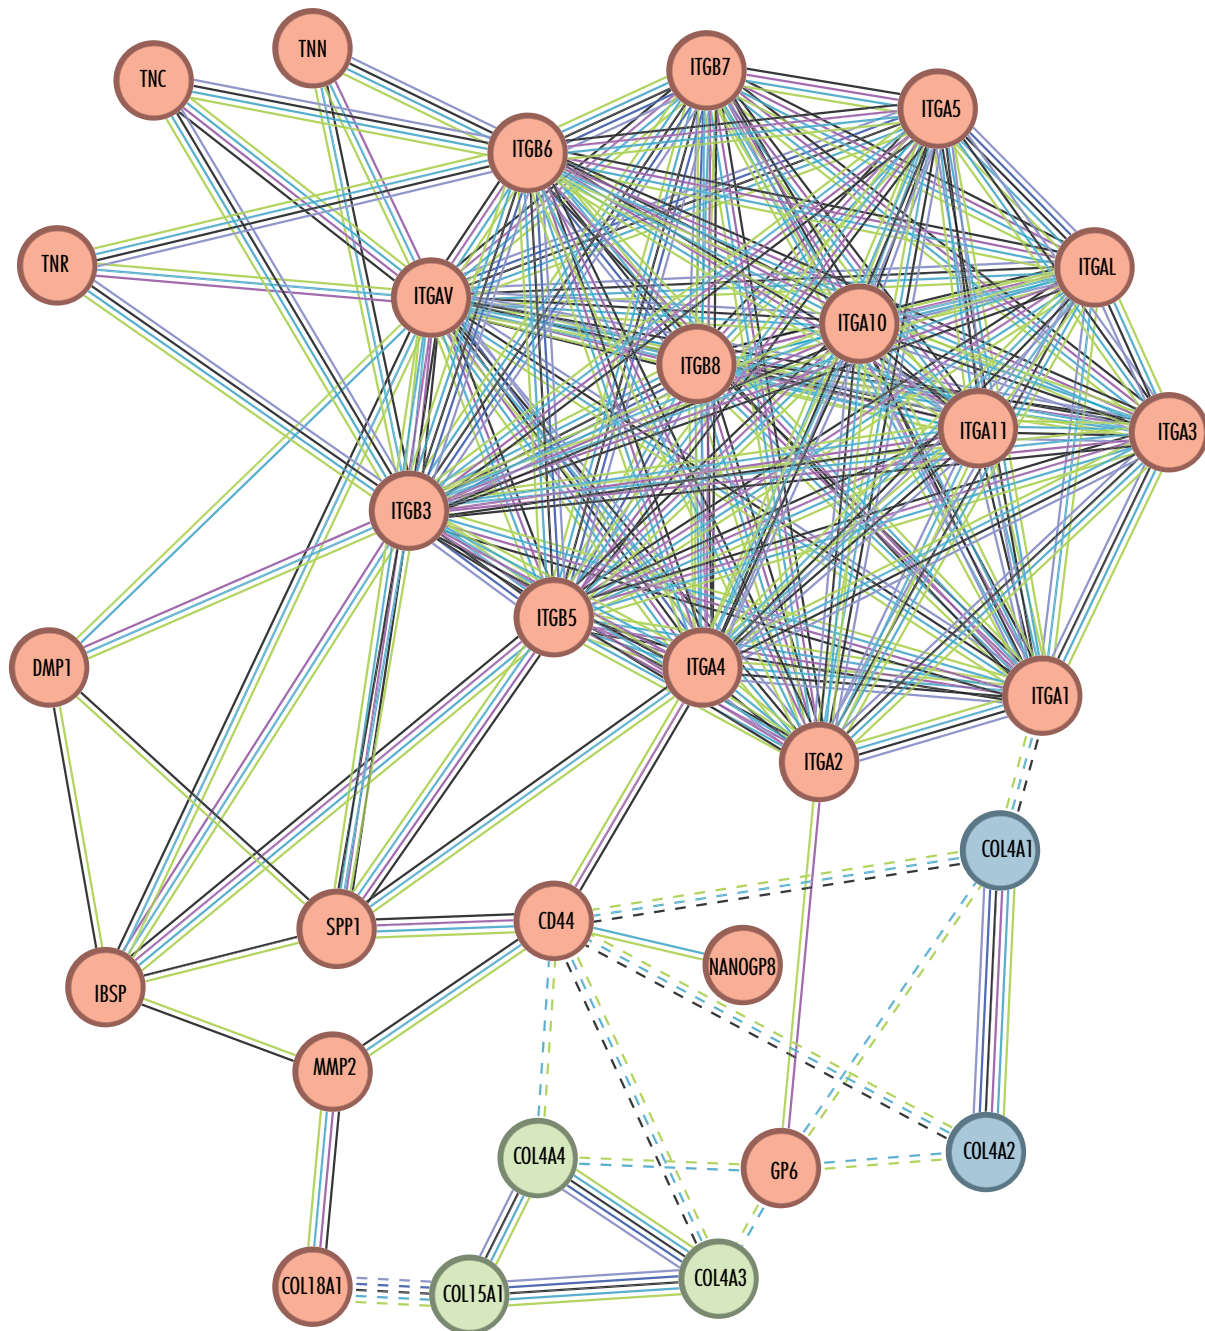 TNN
TNC
ITGB7
ITGA5
ITGB6
TNR
ITGAL
ITGAV
ITGA10
ITGB8
ITGA11
ITGA3
ITGB3
ITGB5
DMP1
ITGA4
ITGA1
ITGA2
COL4A1
SPP1
CD44
NANOGP8
IBSP
MMP2
COL4A4
GP6
COL4A2
COL18A1
COL15A1
COL4A3